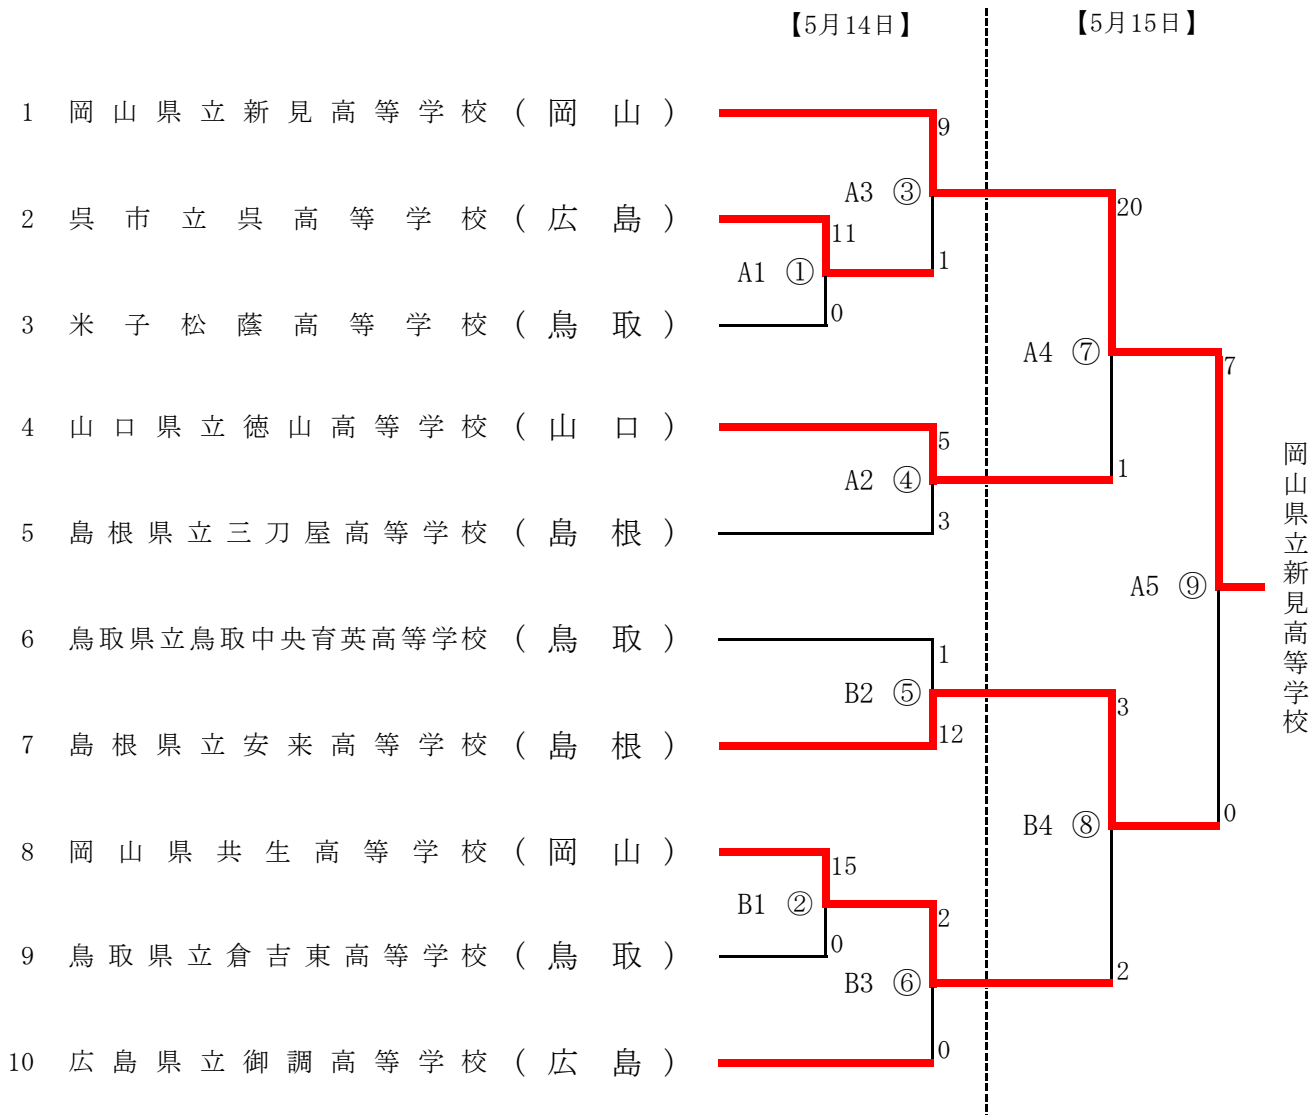 【5月14日】 【5月15日】
1 岡山県立新見高等学校 (岡山)
9
A3 ③
20
2 呉市立呉高等学校 (広島)
11
A1 ①
1
3 米子松蔭高等学校 (鳥取)
0
A4 ⑦
7
4 山口県立徳山高等学校 (山口)
5
A2 ④
1
5 島根県立三刀屋高等学校 (島根)
3
A5 ⑨
岡山県立新見高等学校
6 鳥取県立鳥取中央育英高等学校 (鳥取)
1
B2 ⑤
3
7 島根県立安来高等学校 (島根)
12
B4 ⑧
0
8 岡山県共生高等学校 (岡山)
15
B1 ②
2
9 鳥取県立倉吉東高等学校 (鳥取)
0
B3 ⑥
2
10 広島県立御調高等学校 (広島)
0